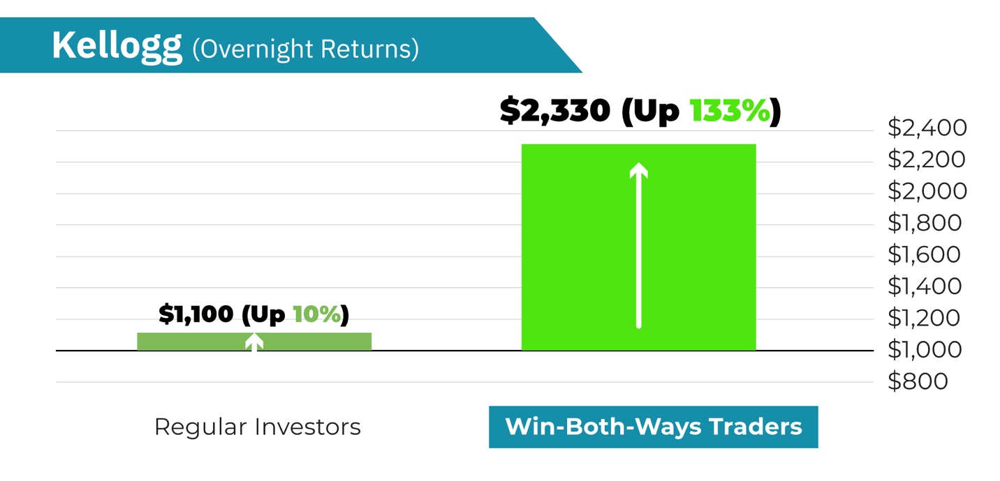 Kellogg (Overnight Returns)
$2,330 (Up 133%)
$2,400
$2,200
$2,000
$1,800
$1,600
$1,400
$1,100 (Up 10%)
$1,200
$1,000
$800
Regular Investors
Win-Both-Ways Traders